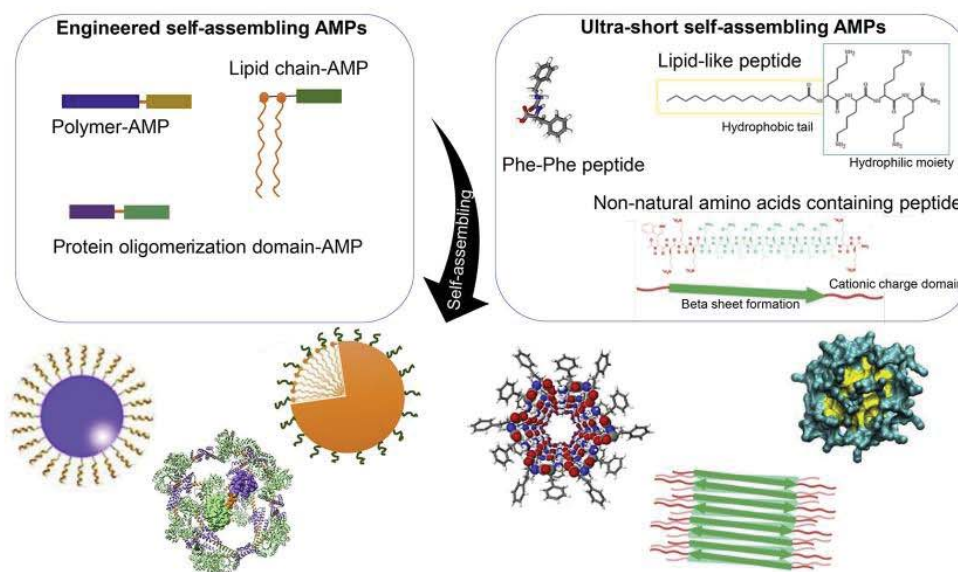 Engineered self-assembling AMPs
Lipid chain-AMP
Polymer-AMP
Protein oligomerization domain-AMP
Self-assembling
Ultra-short self-assembling AMPs
Lipid-like peptide
Hydrophobic tail
Hydrophilic moiety
Phe-Phe peptide
Non-natural amino acids containing peptide
Cationic charge domain
Beta sheet formation